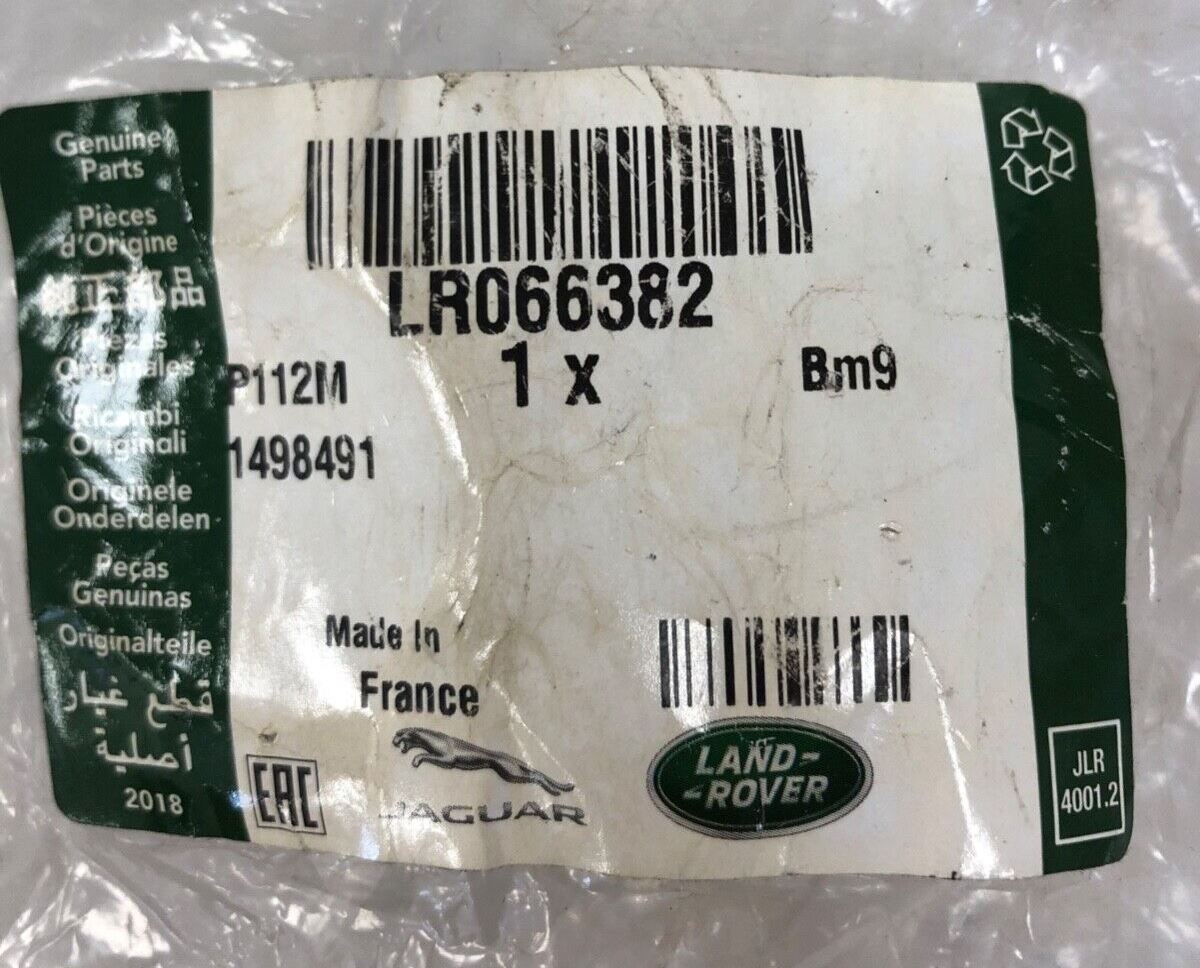 Genuine
Parts
Pièces
d'Origine
Piezas
Originales
Ricambi
Originali
Originele
Onderdelen
Peças
Genuinas
Originalteile
قطع غيار
أصلية
2018
LR066382
P112M
1 x
Bm9
1498491
Made In
France
EAC
JAGUAR
LAND-
-ROVER
JLR
4001.2